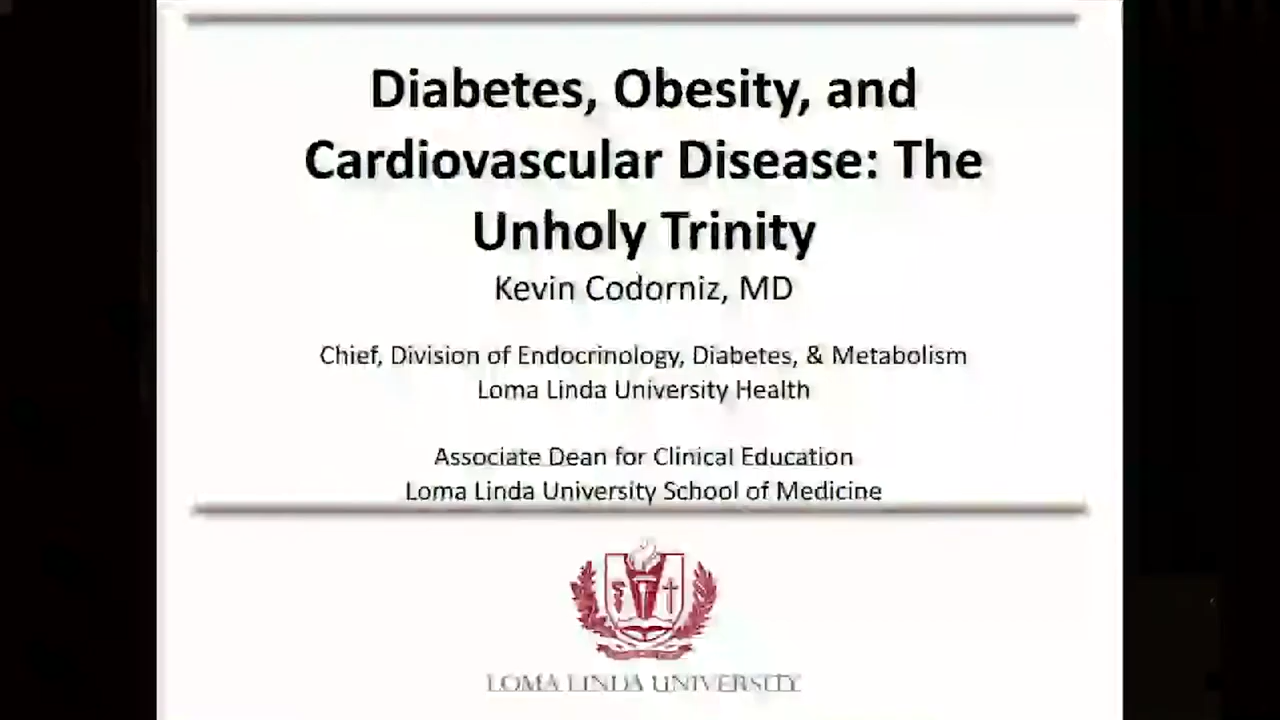 Diabetes, Obesity, and
Cardiovascular Disease: The
Unholy Trinity
Kevin Codorniz, MD
Chief, Division of Endocrinology, Diabetes, & Metabolism
Loma Linda University Health
Associate Dean for Clinical Education
Loma Linda University School of Medicine
LOMA LINDA UNIVERSITY